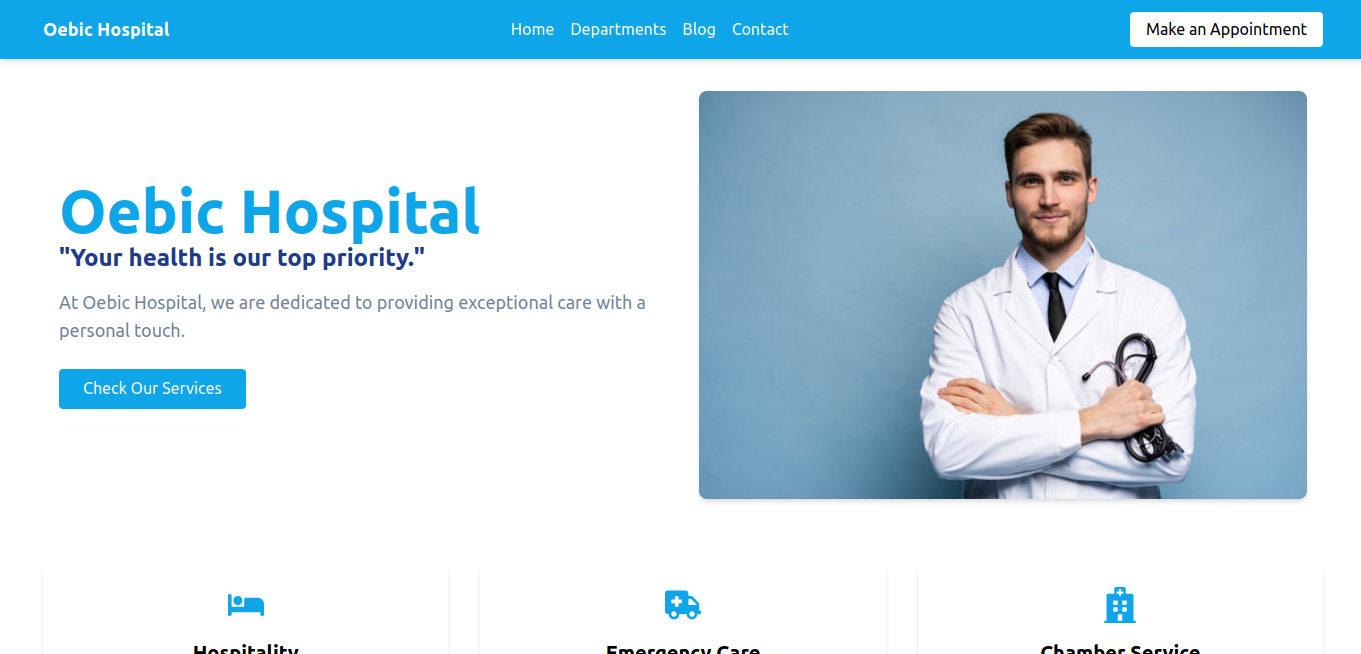 Oebic Hospital
Home Departments Blog Contact
Make an Appointment
Oebic Hospital
"Your health is our top priority."
At Oebic Hospital, we are dedicated to providing exceptional care with a
personal touch.
Check Our Services
Hospitality
Emergency Care
Chamber Service